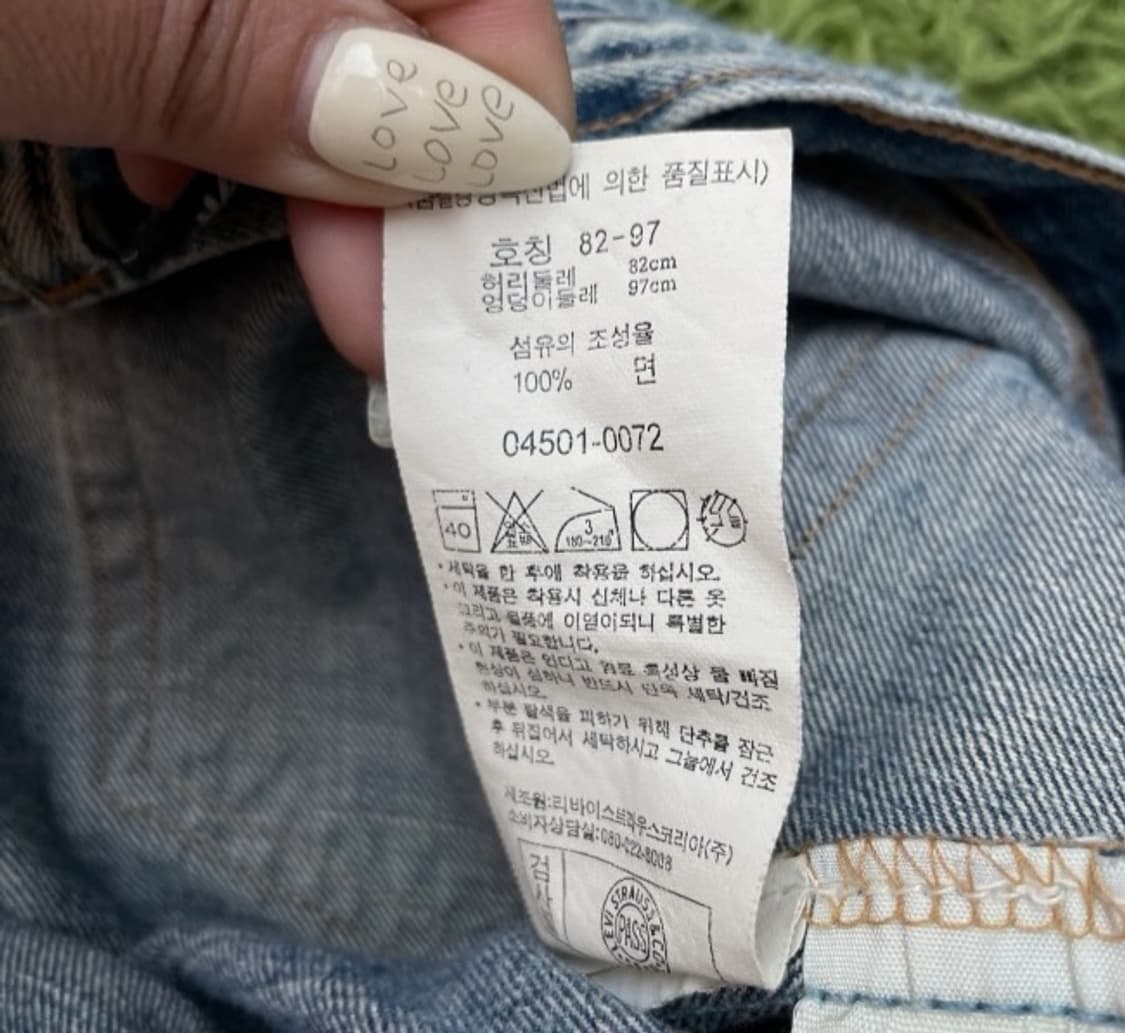 LOVE
LOVE
LOVE
의한 품질표시)
호칭 82-97
허리둘레 82cm
엉덩이둘레 97cm
섬유의 조성율
100% 면
04501-0072
40
3
180~210°
• 세탁을 한 후에 착용을 하십시오.
• 이 제품은 착용시 신체나 다른 옷
그리고 물품에 이염이되니 특별한
주의가 필요합니다.
• 이 제품은 인디고 염료 특성상 물 빠짐
현상이 심하니 반드시 단독 세탁/건조
하십시오.
• 부분 탈색을 피하기 위해 단추를 잠근
후 뒤집어서 세탁하시고 그늘에서 건조
하십시오.
제조원:리바이스트라우스코리아(주)
소비자상담실:080-022-8008
STRAUSS & CO
PASS